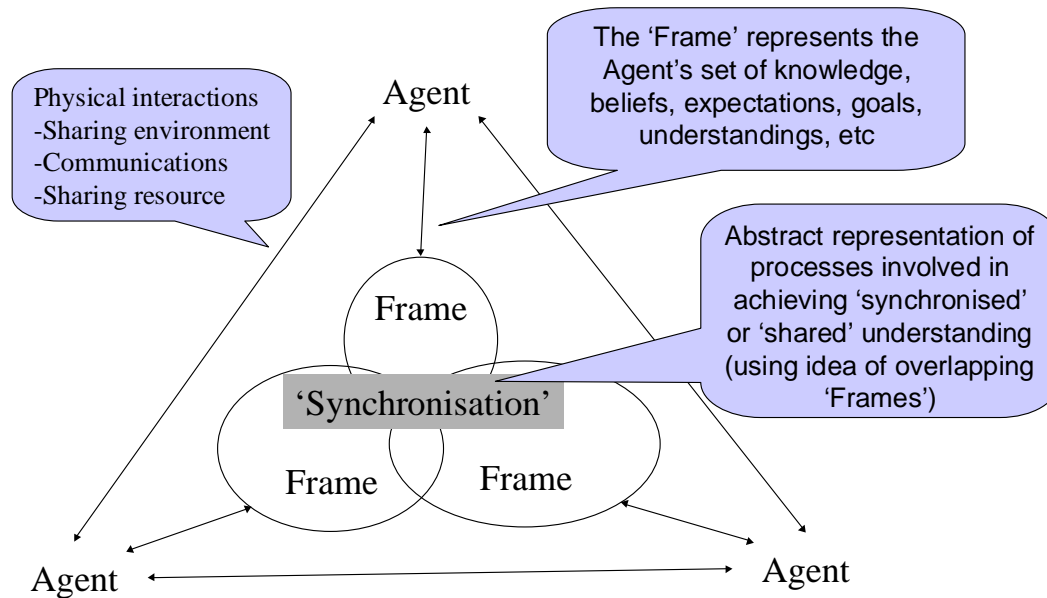 The ‘Frame’ represents the
Agent’s set of knowledge,
beliefs, expectations, goals,
understandings, etc
Agent
Physical interactions
-Sharing environment
-Communications
-Sharing resource
Abstract representation of
processes involved in
achieving ‘synchronised’
or ‘shared’ understanding
(using idea of overlapping
‘Frames’)
Frame
‘Synchronisation’
Frame
Frame
Agent
Agent